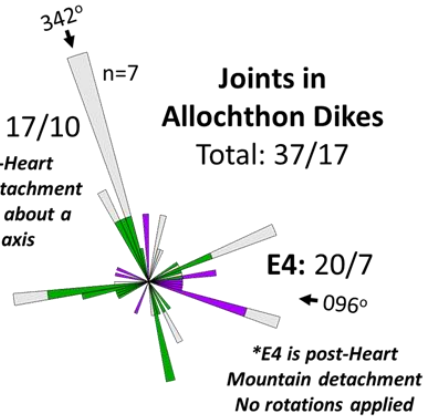 342°
n=7
Joints in
Allochthon Dikes
Total: 37/17
17/10
-Heart
tachment
about a
axis
E4: 20/7
096°
*E4 is post-Heart
Mountain detachment
No rotations applied